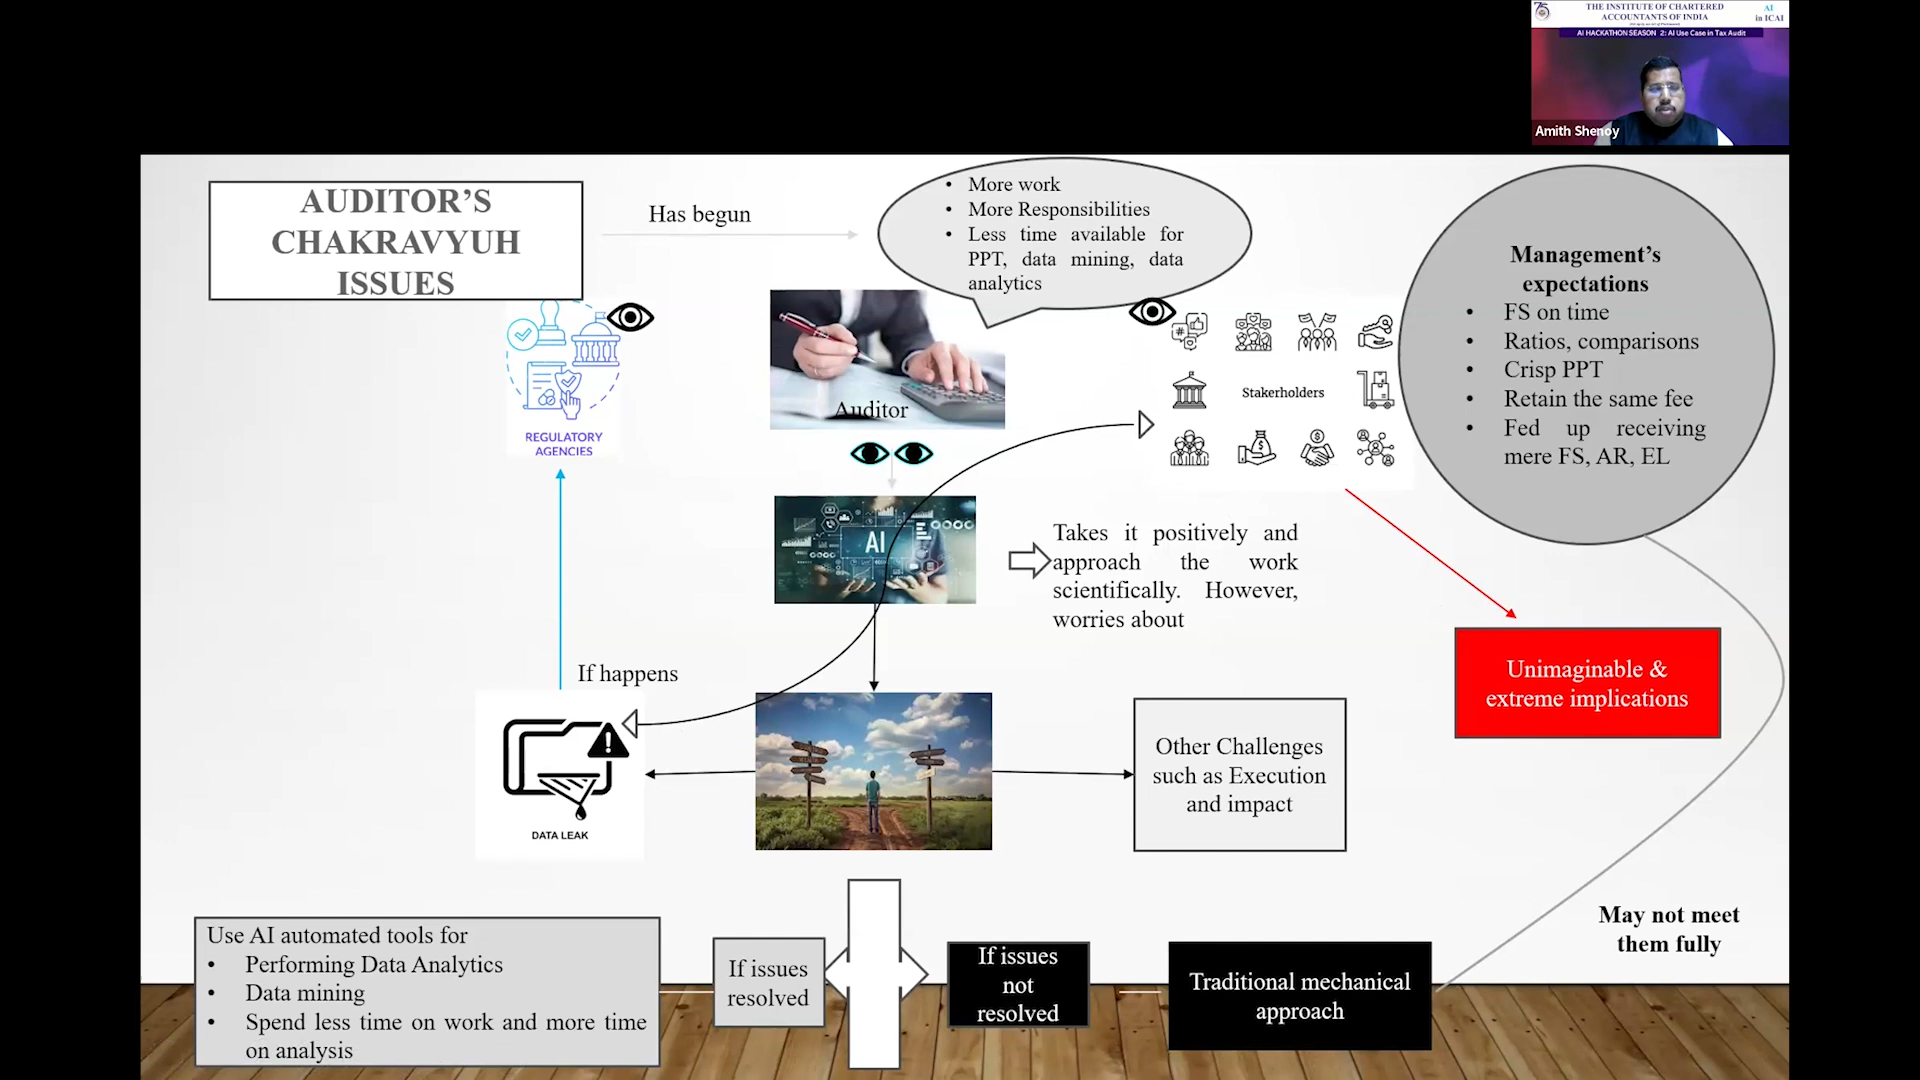 THE INSTITUTE OF CHARTERED
ACCOUNTANTS OF INDIA
AI
in ICAI
AI HACKATHON SEASON 2: AI Use Case in Tax Audit
Amith Shenoy
AUDITOR’S
CHAKRAVYUH
ISSUES
Has begun
• More work
• More Responsibilities
• Less time available for
PPT, data mining, data
analytics
Management’s
expectations
• FS on time
• Ratios, comparisons
• Crisp PPT
• Retain the same fee
• Fed up receiving
mere FS, AR, EL
REGULATORY
AGENCIES
Auditor
Stakeholders
AI
Takes it positively and
approach the work
scientifically. However,
worries about
If happens
Unimaginable &
extreme implications
DATA LEAK
Other Challenges
such as Execution
and impact
May not meet
them fully
Use AI automated tools for
• Performing Data Analytics
• Data mining
• Spend less time on work and more time
on analysis
If issues
resolved
If issues
not
resolved
Traditional mechanical
approach